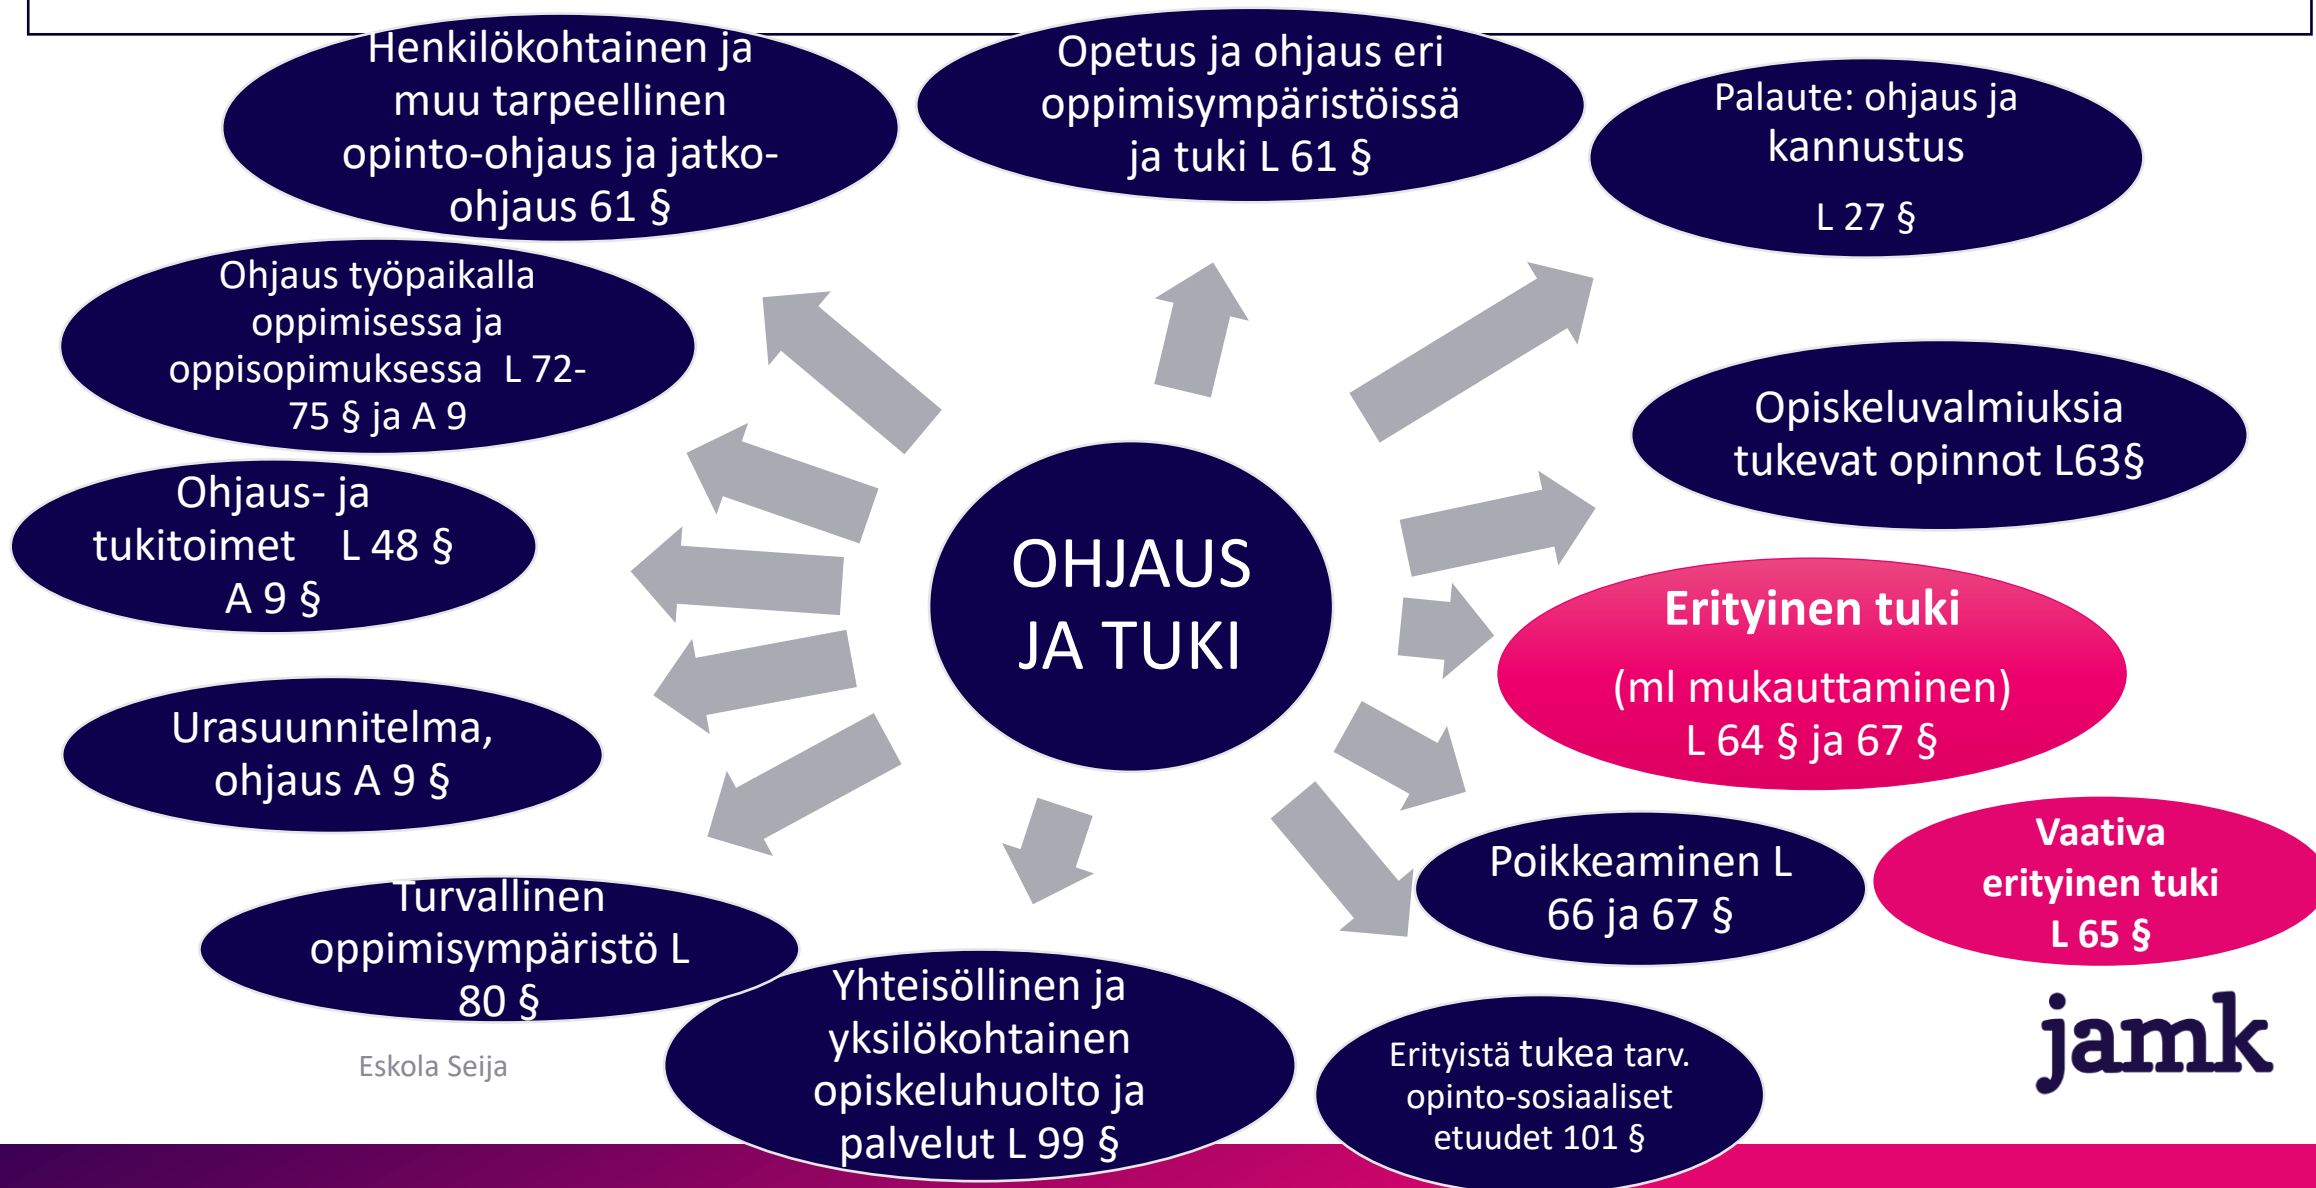 Henkilökohtainen ja
muu tarpeellinen
opinto-ohjaus ja jatko-
ohjaus 61 §
Opetus ja ohjaus eri
oppimisympäristöissä
ja tuki L 61 §
Palaute: ohjaus ja
kannustus
L 27 §
Ohjaus työpaikalla
oppimisessa ja
oppisopimuksessa L 72-
75 § ja A 9
Opiskeluvalmiuksia
tukevat opinnot L63§
Ohjaus- ja
tukitoimet L 48 §
A 9 §
OHJAUS
JA TUKI
Erityinen tuki
(ml mukauttaminen)
L 64 § ja 67 §
Urasuunnitelma,
ohjaus A 9 §
Poikkeaminen L
66 ja 67 §
Vaativa
erityinen tuki
L 65 §
Turvallinen
oppimisympäristö L
80 §
Yhteisöllinen ja
yksilökohtainen
opiskeluhuolto ja
palvelut L 99 §
Erityistä tukea tarv.
opinto-sosiaaliset
etuudet 101 §
Eskola Seija
jamk